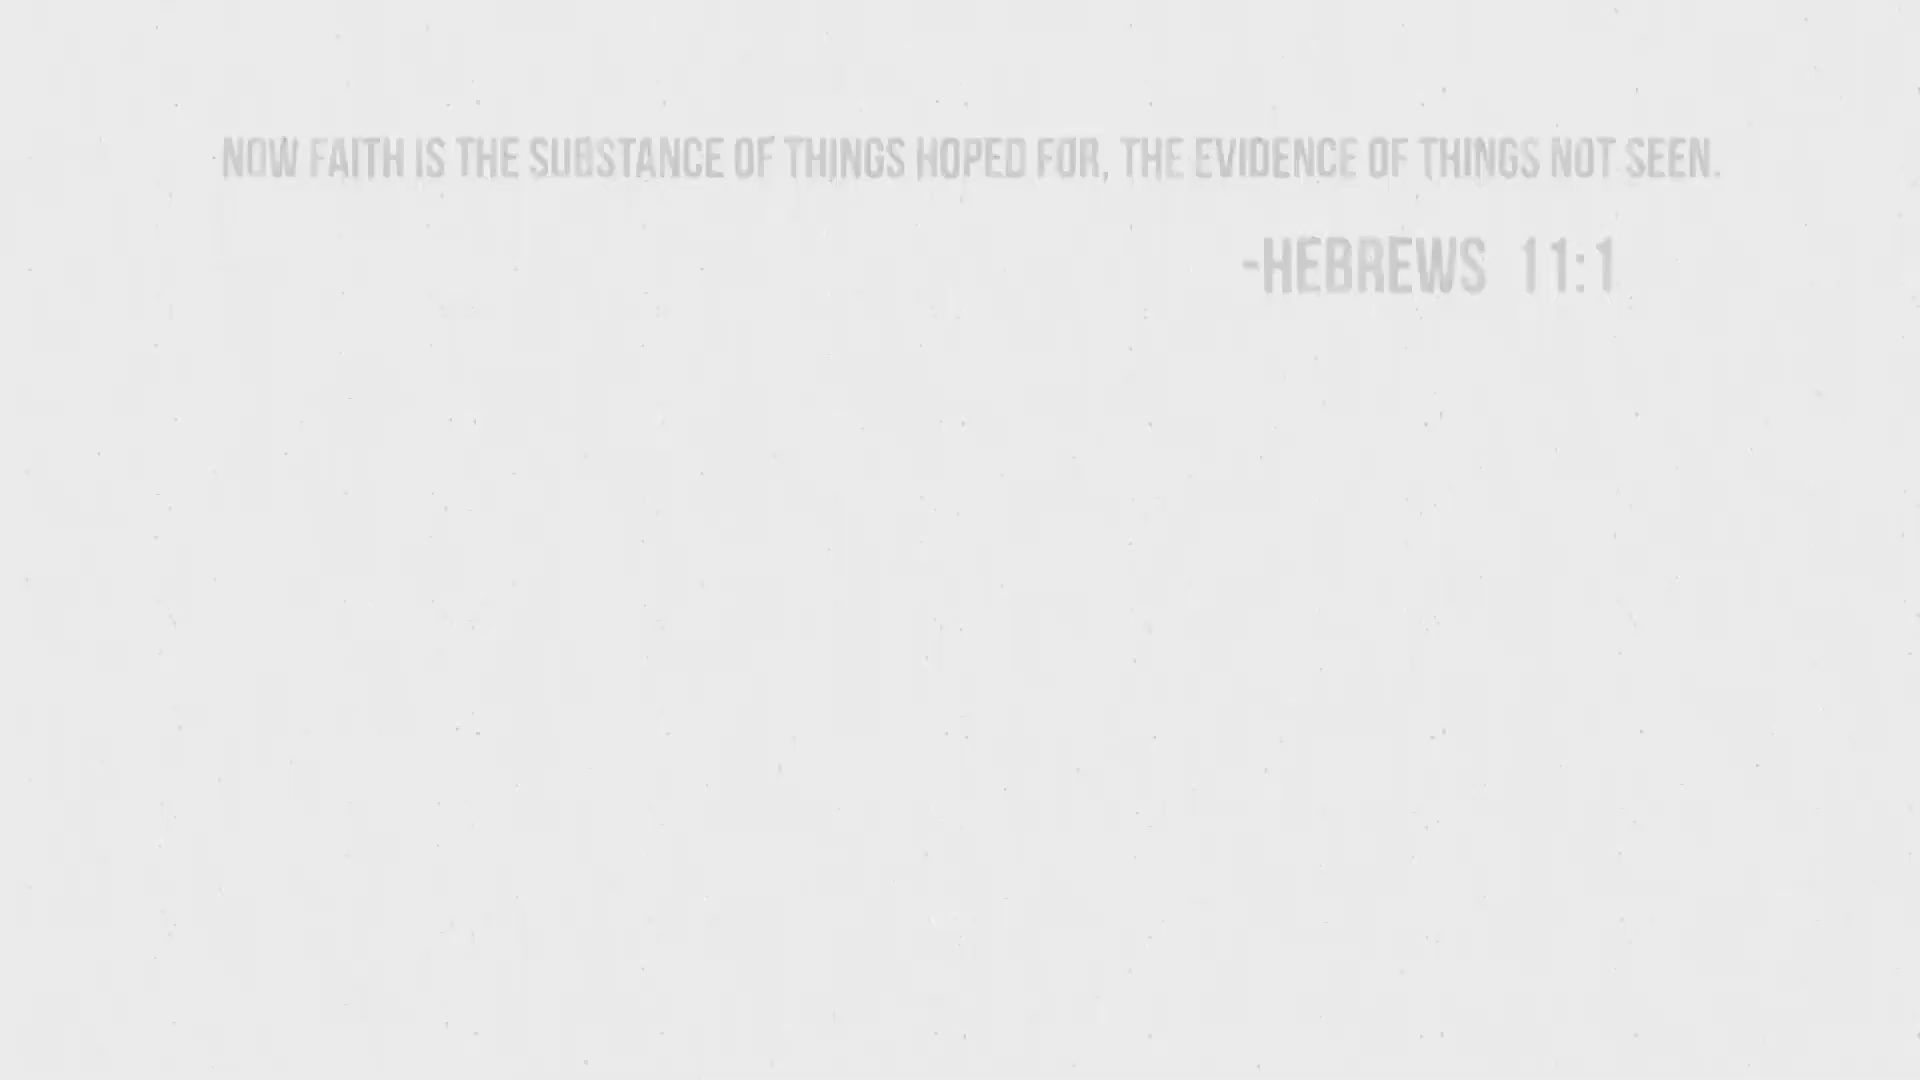 NOW FAITH IS THE SUBSTANCE OF THINGS HOPED FOR, THE EVIDENCE OF THINGS NOT SEEN.
-HEBREWS 11:1